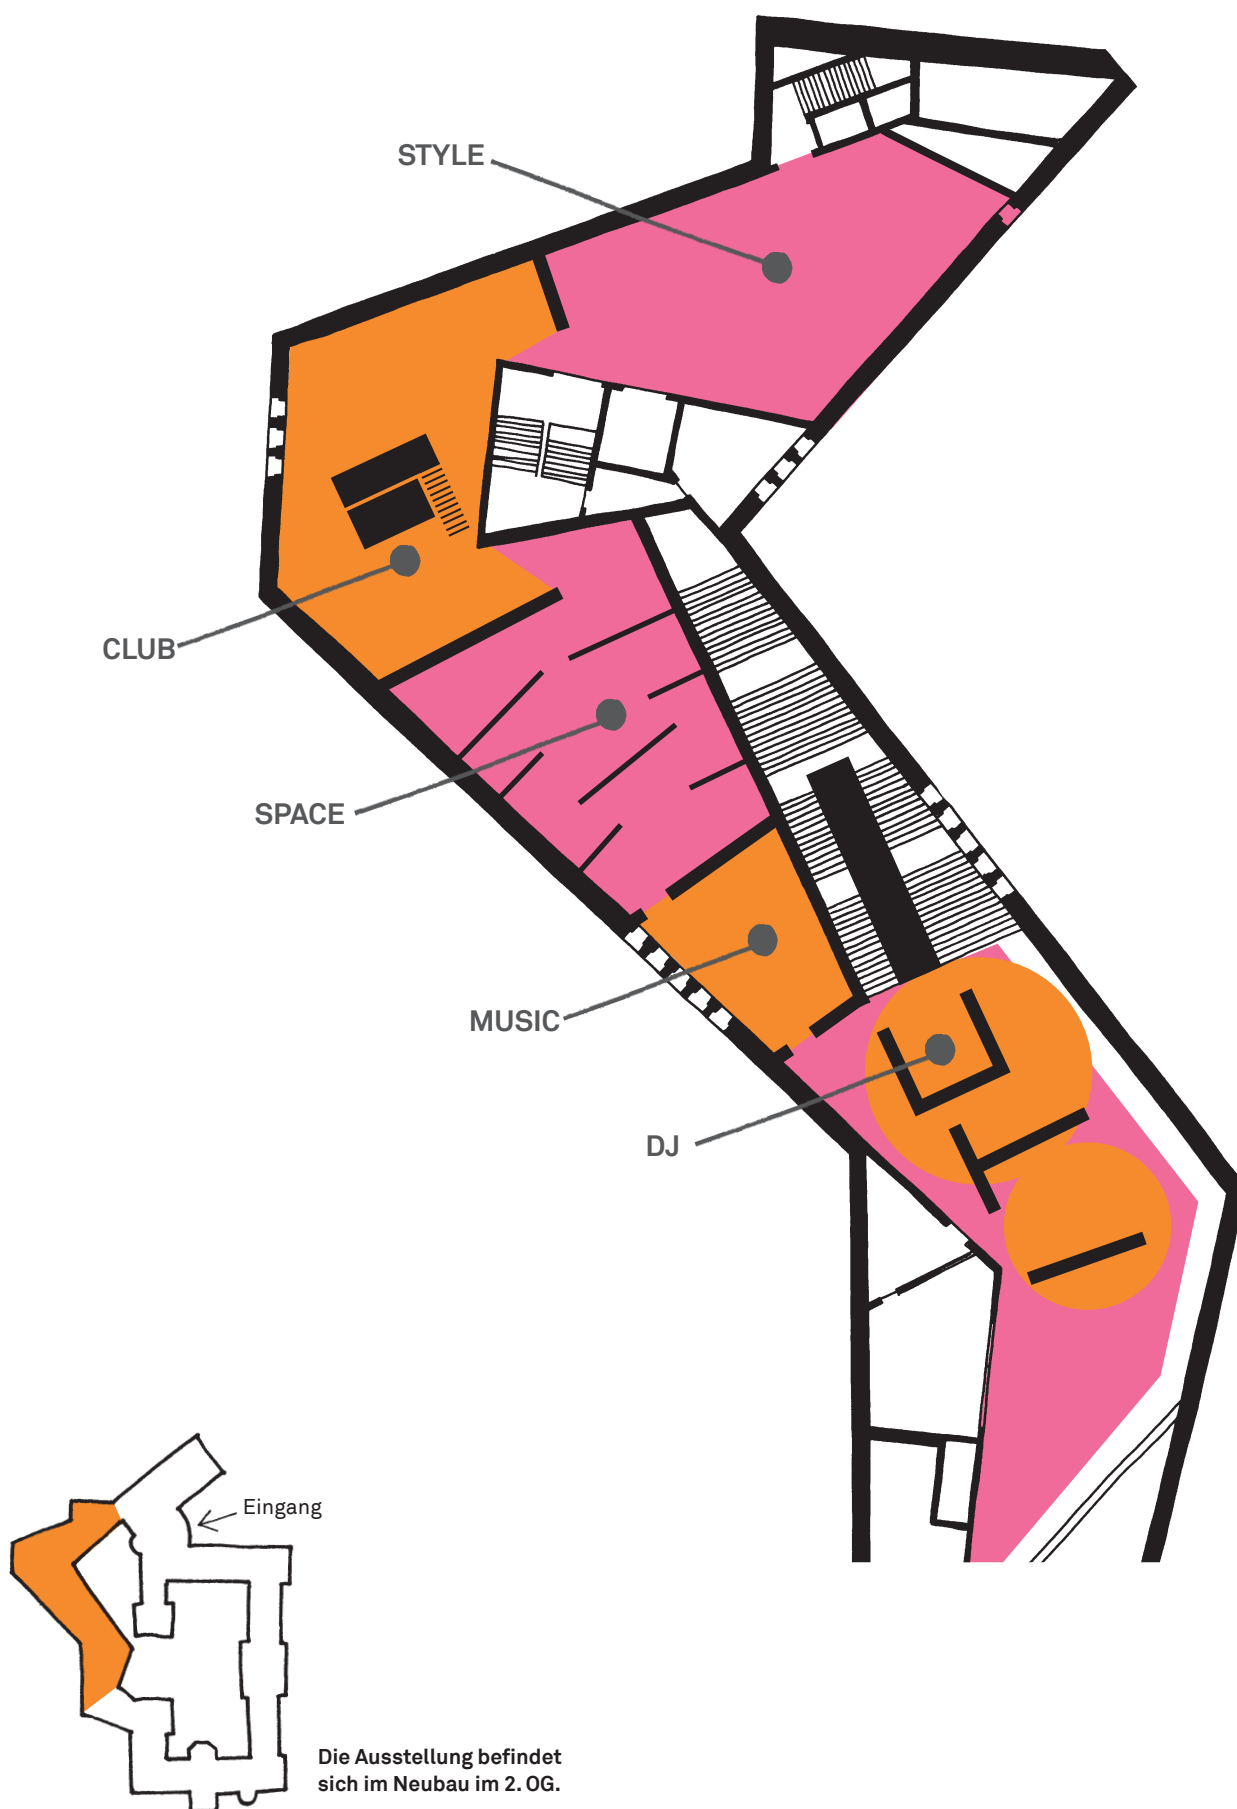 STYLE
CLUB
SPACE
MUSIC
DJ
Eingang
Die Ausstellung befindet
sich im Neubau im 2. OG.